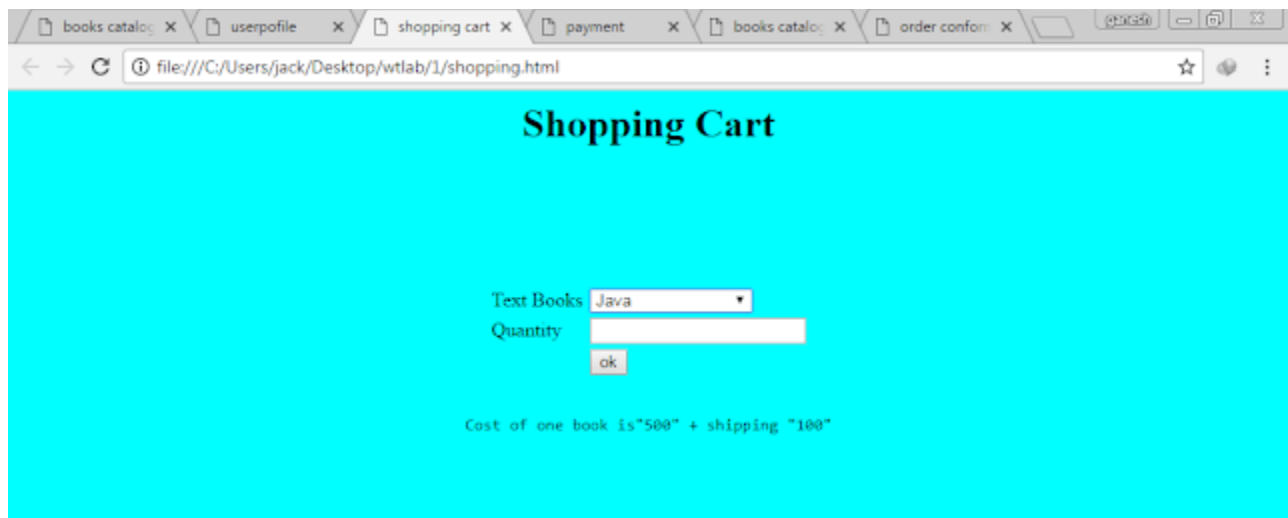 books catalog userpofile shopping cart payment books catalog order conform
file:///C:/Users/jack/Desktop/wtlab/1/shopping.html
Shopping Cart
Text Books Java
Quantity
ok
Cost of one book is"500" + shipping "100"